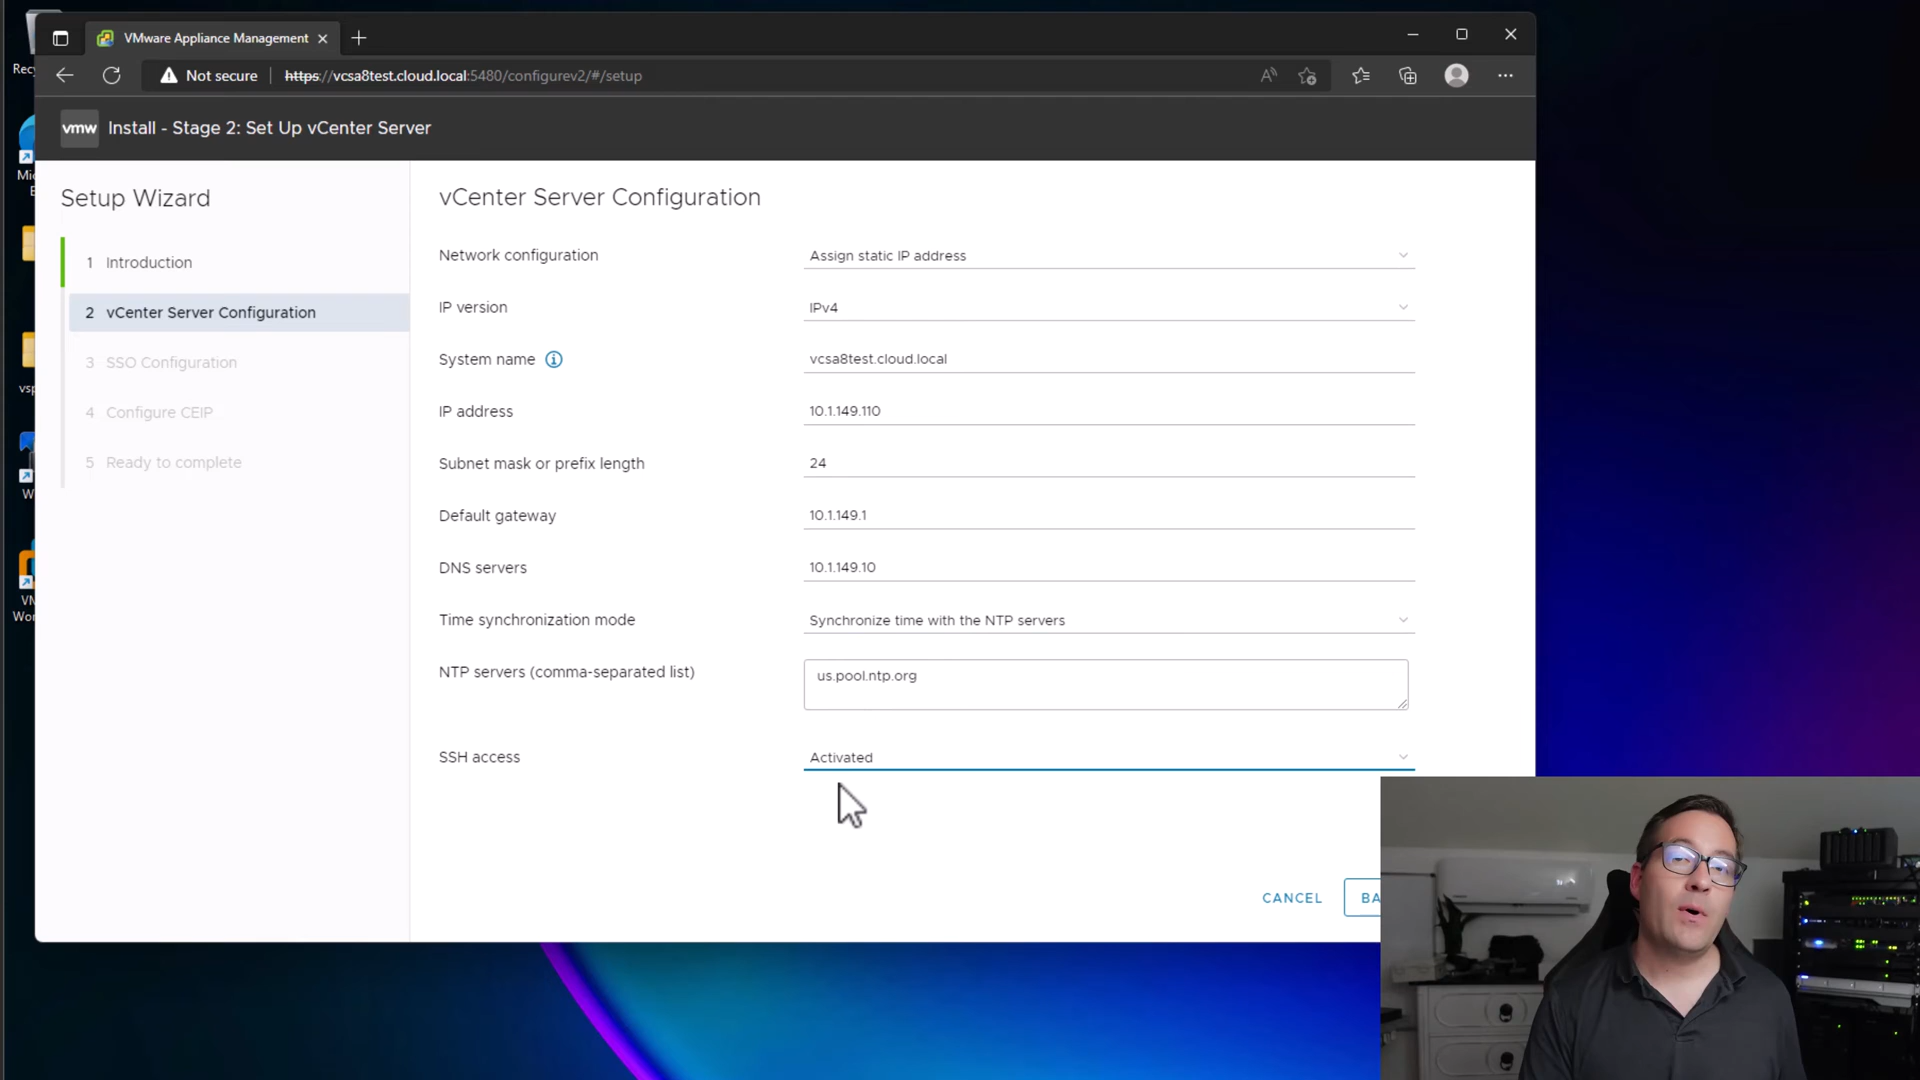 VMware Appliance Management
Not secure
https://vcsa8test.cloud.local:5480/configurev2/#/setup
vmw
Install - Stage 2: Set Up vCenter Server
Setup Wizard
1 Introduction
2 vCenter Server Configuration
3 SSO Configuration
4 Configure CEIP
5 Ready to complete
vCenter Server Configuration
Network configuration
Assign static IP address
IP version
IPv4
System name
vcsa8test.cloud.local
IP address
10.1.149.110
Subnet mask or prefix length
24
Default gateway
10.1.149.1
DNS servers
10.1.149.10
Time synchronization mode
Synchronize time with the NTP servers
NTP servers (comma-separated list)
us.pool.ntp.org
SSH access
Activated
CANCEL
BA
Recy
Mic
E
vsp
W
VM
Wor